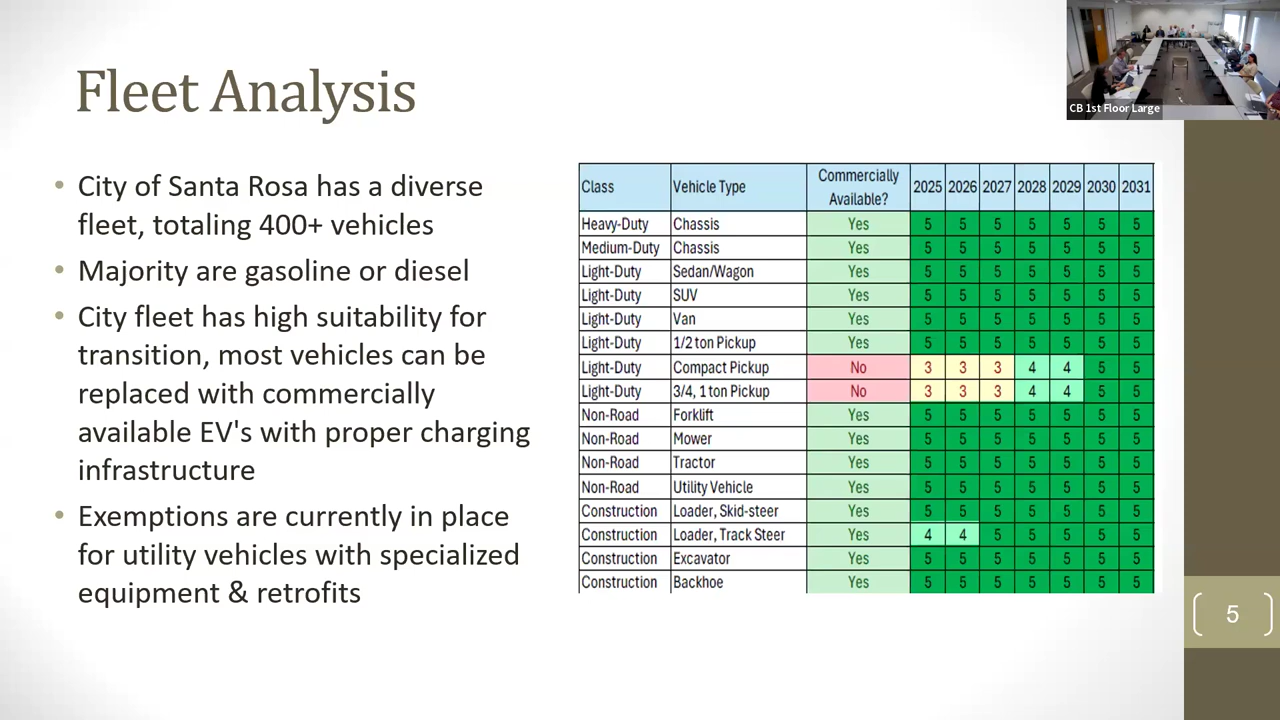 Fleet Analysis
CB 1st Floor Large
• City of Santa Rosa has a diverse
fleet, totaling 400+ vehicles
• Majority are gasoline or diesel
• City fleet has high suitability for
transition, most vehicles can be
replaced with commercially
available EV's with proper charging
infrastructure
• Exemptions are currently in place
for utility vehicles with specialized
equipment & retrofits
Class Vehicle Type Commercially Available? 2025 2026 2027 2028 2029 2030 2031
Heavy-Duty Chassis Yes 5 5 5 5 5 5 5
Medium-Duty Chassis Yes 5 5 5 5 5 5 5
Light-Duty Sedan/Wagon Yes 5 5 5 5 5 5 5
Light-Duty SUV Yes 5 5 5 5 5 5 5
Light-Duty Van Yes 5 5 5 5 5 5 5
Light-Duty 1/2 ton Pickup Yes 5 5 5 5 5 5 5
Light-Duty Compact Pickup No 3 3 3 4 4 5 5
Light-Duty 3/4, 1 ton Pickup No 3 3 3 4 4 5 5
Non-Road Forklift Yes 5 5 5 5 5 5 5
Non-Road Mower Yes 5 5 5 5 5 5 5
Non-Road Tractor Yes 5 5 5 5 5 5 5
Non-Road Utility Vehicle Yes 5 5 5 5 5 5 5
Construction Loader, Skid-steer Yes 5 5 5 5 5 5 5
Construction Loader, Track Steer Yes 4 4 5 5 5 5 5
Construction Excavator Yes 5 5 5 5 5 5 5
Construction Backhoe Yes 5 5 5 5 5 5 5
5